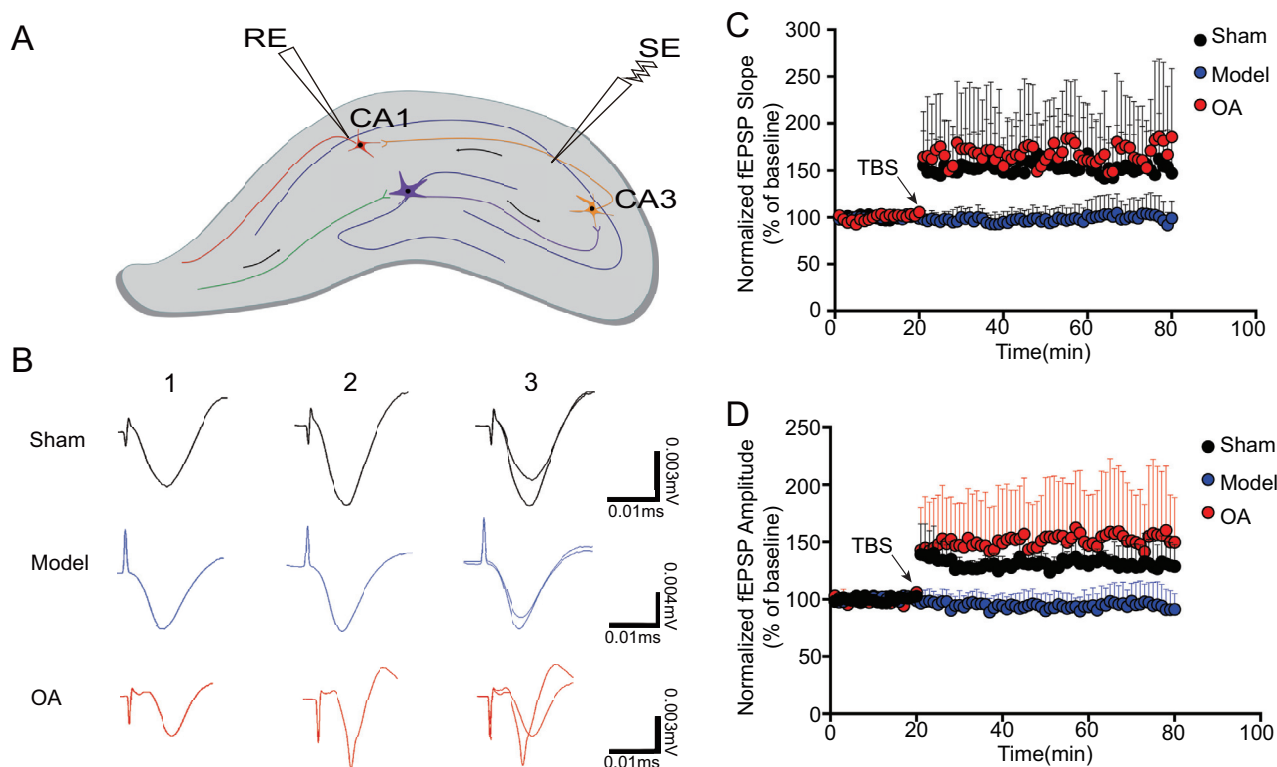 A
RE
SE
CA1
CA3
B
1 2 3
Sham
0.003mV
0.01ms
Model
0.004mV
0.01ms
OA
0.003mV
0.01ms
C
Normalized fEPSP Slope
(% of baseline)
300
250
200
150
100
50
0
TBS
Sham
Model
OA
0 20 40 60 80 100
Time(min)
D
Normalized fEPSP Amplitude
(% of baseline)
250
200
150
100
50
0
TBS
Sham
Model
OA
0 20 40 60 80 100
Time(min)